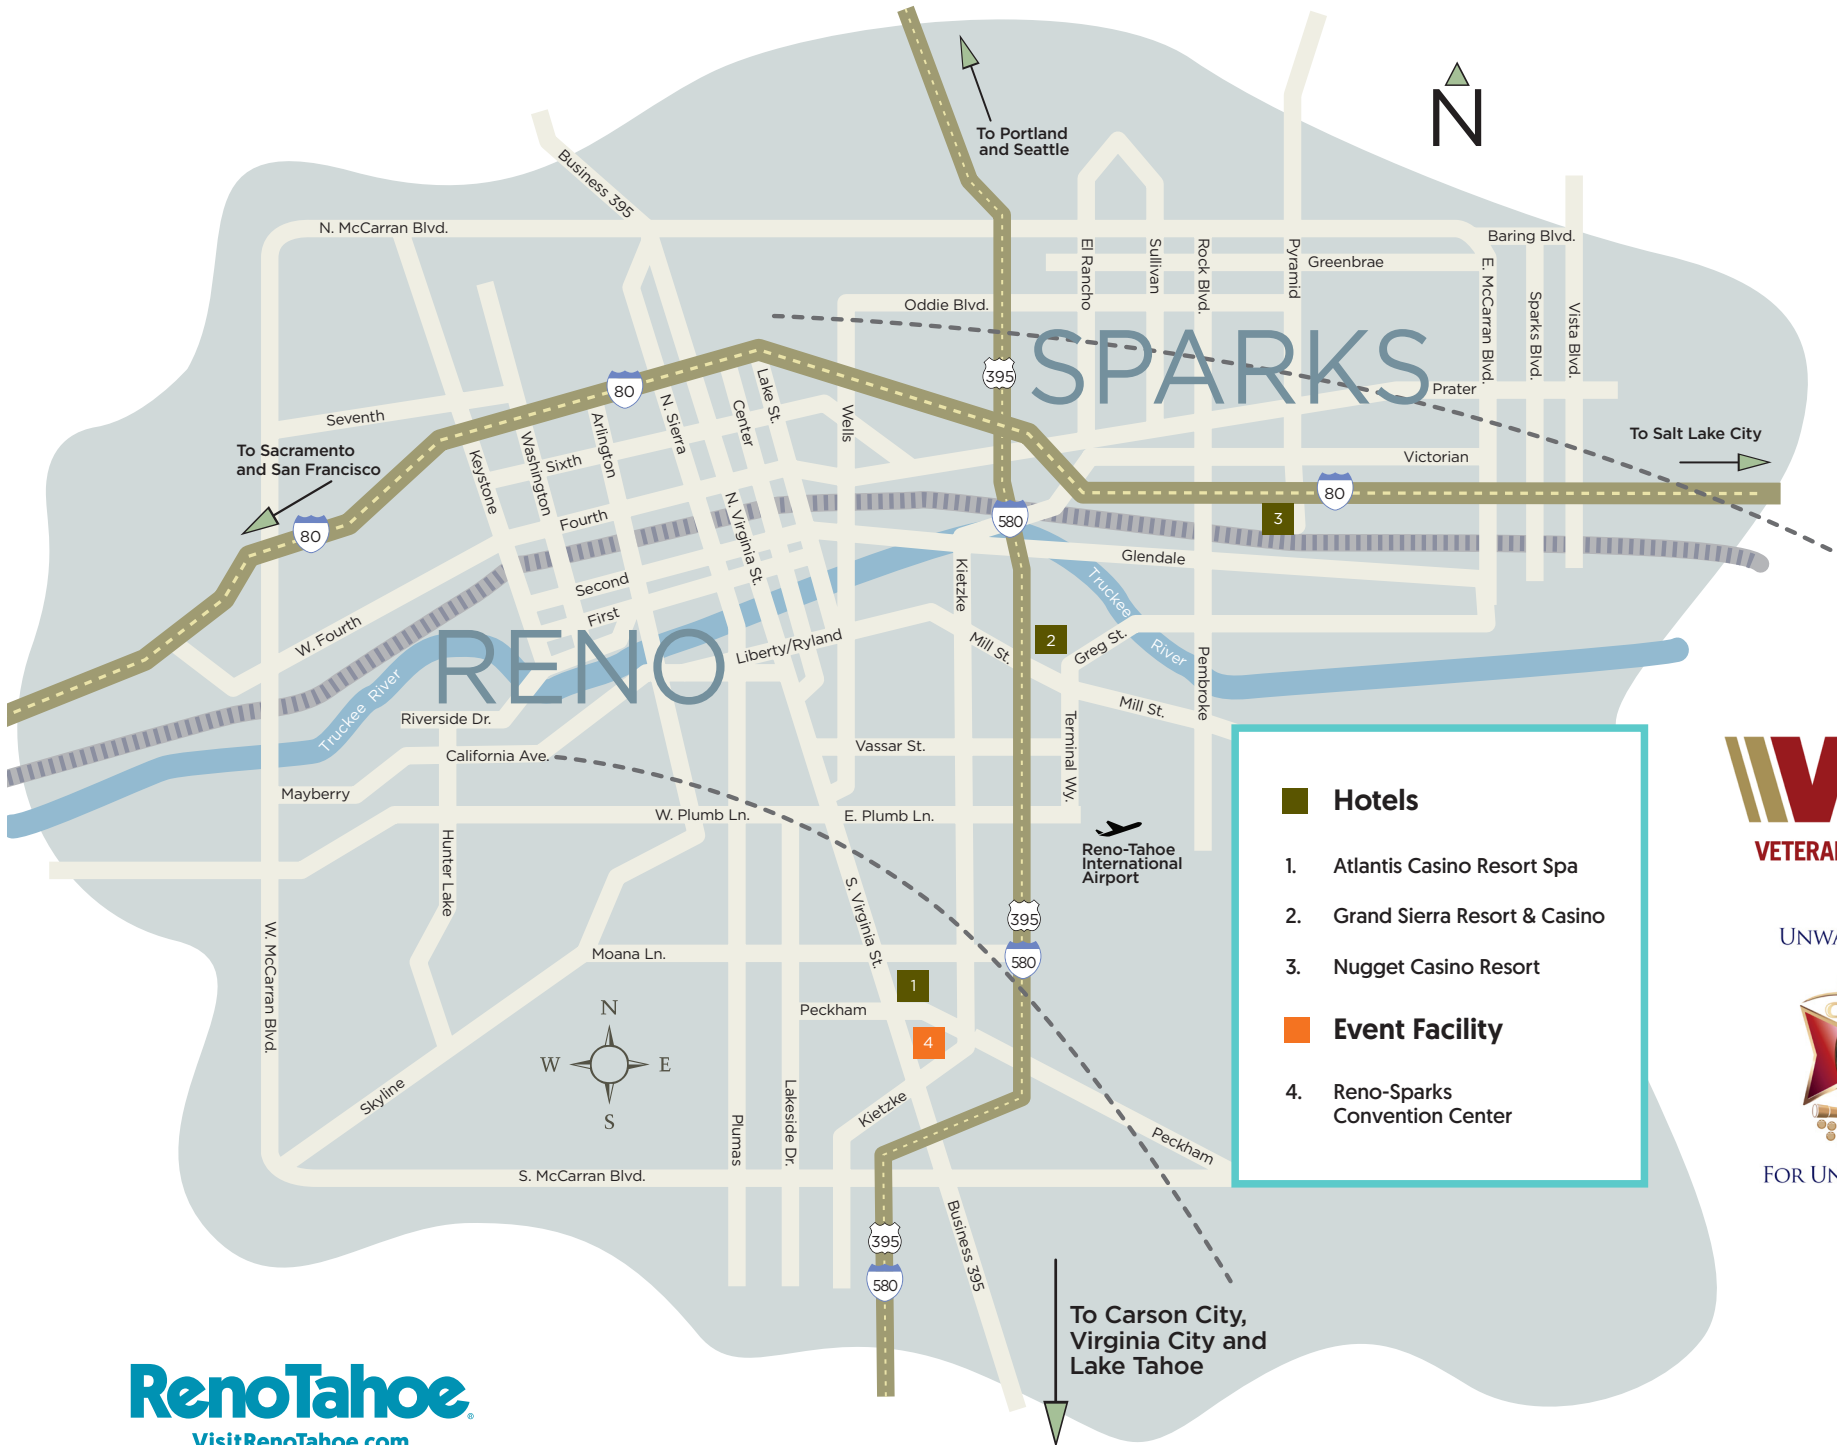 To Portland
and Seattle
N
Business 395
N. McCarran Blvd.
Baring Blvd.
El Rancho
Sullivan
Rock Blvd.
Pyramid
Greenbrae
E. McCarran Blvd.
Sparks Blvd.
Vista Blvd.
Oddie Blvd.
SPARKS
395
80
Prater
Seventh
Keystone
Washington
Arlington
N. Sierra
Center
Lake St.
Wells
To Sacramento
and San Francisco
To Salt Lake City
Sixth
Victorian
80
80
Fourth
N. Virginia St.
580
3
Glendale
Second
First
Kietzke
Truckee
River
W. Fourth
RENO
Liberty/Ryland
Mill St.
2
Greg St.
Pembroke
Truckee River
Riverside Dr.
Mill St.
California Ave.
Vassar St.
Terminal Wy.
Mayberry
W. Plumb Ln.
E. Plumb Ln.
Reno-Tahoe
International
Airport
Hunter Lake
S. Virginia St.
W. McCarran Blvd.
395
580
Moana Ln.
1
Peckham
4
N
W
E
S
Skyline
Kietzke
Plumas
Lakeside Dr.
Peckham
S. McCarran Blvd.
Business 395
395
580
To Carson City,
Virginia City and
Lake Tahoe
Hotels
1. Atlantis Casino Resort Spa
2. Grand Sierra Resort & Casino
3. Nugget Casino Resort
Event Facility
4. Reno-Sparks
Convention Center
RenoTahoe®
VisitRenoTahoe.com